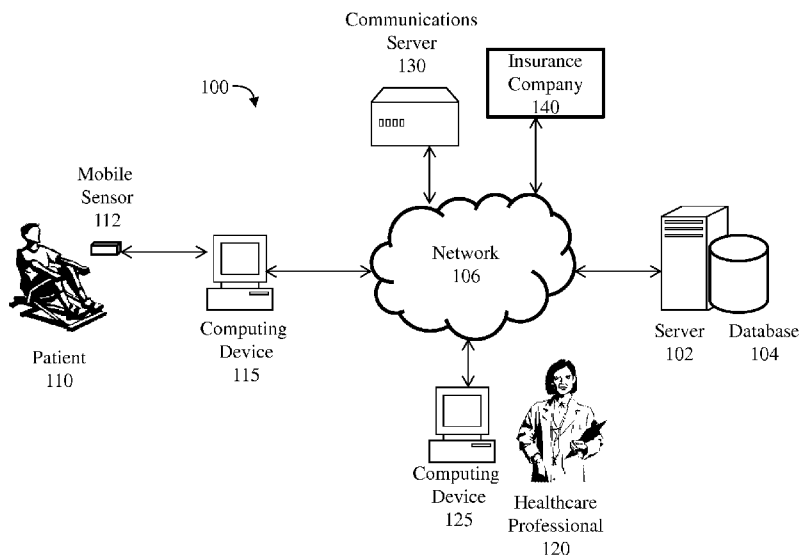 Communications
Server
130
Insurance
Company
140
100
Mobile
Sensor
112
Network
106
Computing
Device
115
Patient
110
Server
102
Database
104
Computing
Device
125
Healthcare
Professional
120